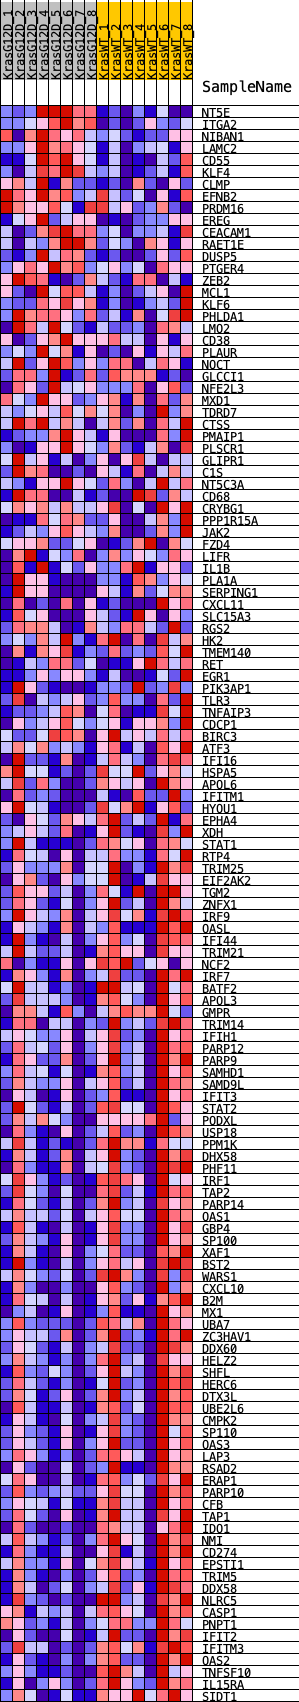 KrasG12D_1
KrasG12D_2
KrasG12D_3
KrasG12D_4
KrasG12D_5
KrasG12D_6
KrasG12D_7
KrasG12D_8
KrasWT_1
KrasWT_2
KrasWT_3
KrasWT_4
KrasWT_5
KrasWT_6
KrasWT_7
KrasWT_8
SampleName
NT5E
ITGA2
NIBAN1
LAMC2
CD55
KLF4
CLMP
EFNB2
PRDM16
EREG
CEACAM1
RAET1E
DUSP5
PTGER4
ZEB2
MCL1
KLF6
PHLDA1
LMO2
CD38
PLAUR
NOCT
GLCCI1
NFE2L3
MXD1
TDRD7
CTSS
PMAIP1
PLSCR1
GLIPR1
C1S
NT5C3A
CD68
CRYBG1
PPP1R15A
JAK2
FZD4
LIFR
IL1B
PLA1A
SERPING1
CXCL11
SLC15A3
RGS2
HK2
TMEM140
RET
EGR1
PIK3AP1
TLR3
TNFAIP3
CDCP1
BIRC3
ATF3
IFI16
HSPA5
APOL6
IFITM1
HYOU1
EPHA4
XDH
STAT1
RTP4
TRIM25
EIF2AK2
TGM2
ZNFX1
IRF9
OASL
IFI44
TRIM21
NCF2
IRF7
BATF2
APOL3
GMPR
TRIM14
IFIH1
PARP12
PARP9
SAMHD1
SAMD9L
IFIT3
STAT2
PODXL
USP18
PPM1K
DHX58
PHF11
IRF1
TAP2
PARP14
OAS1
GBP4
SP100
XAF1
BST2
WARS1
CXCL10
B2M
MX1
UBA7
ZC3HAV1
DDX60
HELZ2
SHFL
HERC6
DTX3L
UBE2L6
CMPK2
SP110
OAS3
LAP3
RSAD2
ERAP1
PARP10
CFB
TAP1
IDO1
NMI
CD274
EPSTI1
TRIM5
DDX58
NLRC5
CASP1
PNPT1
IFIT2
IFITM3
OAS2
TNFSF10
IL15RA
SIDT1